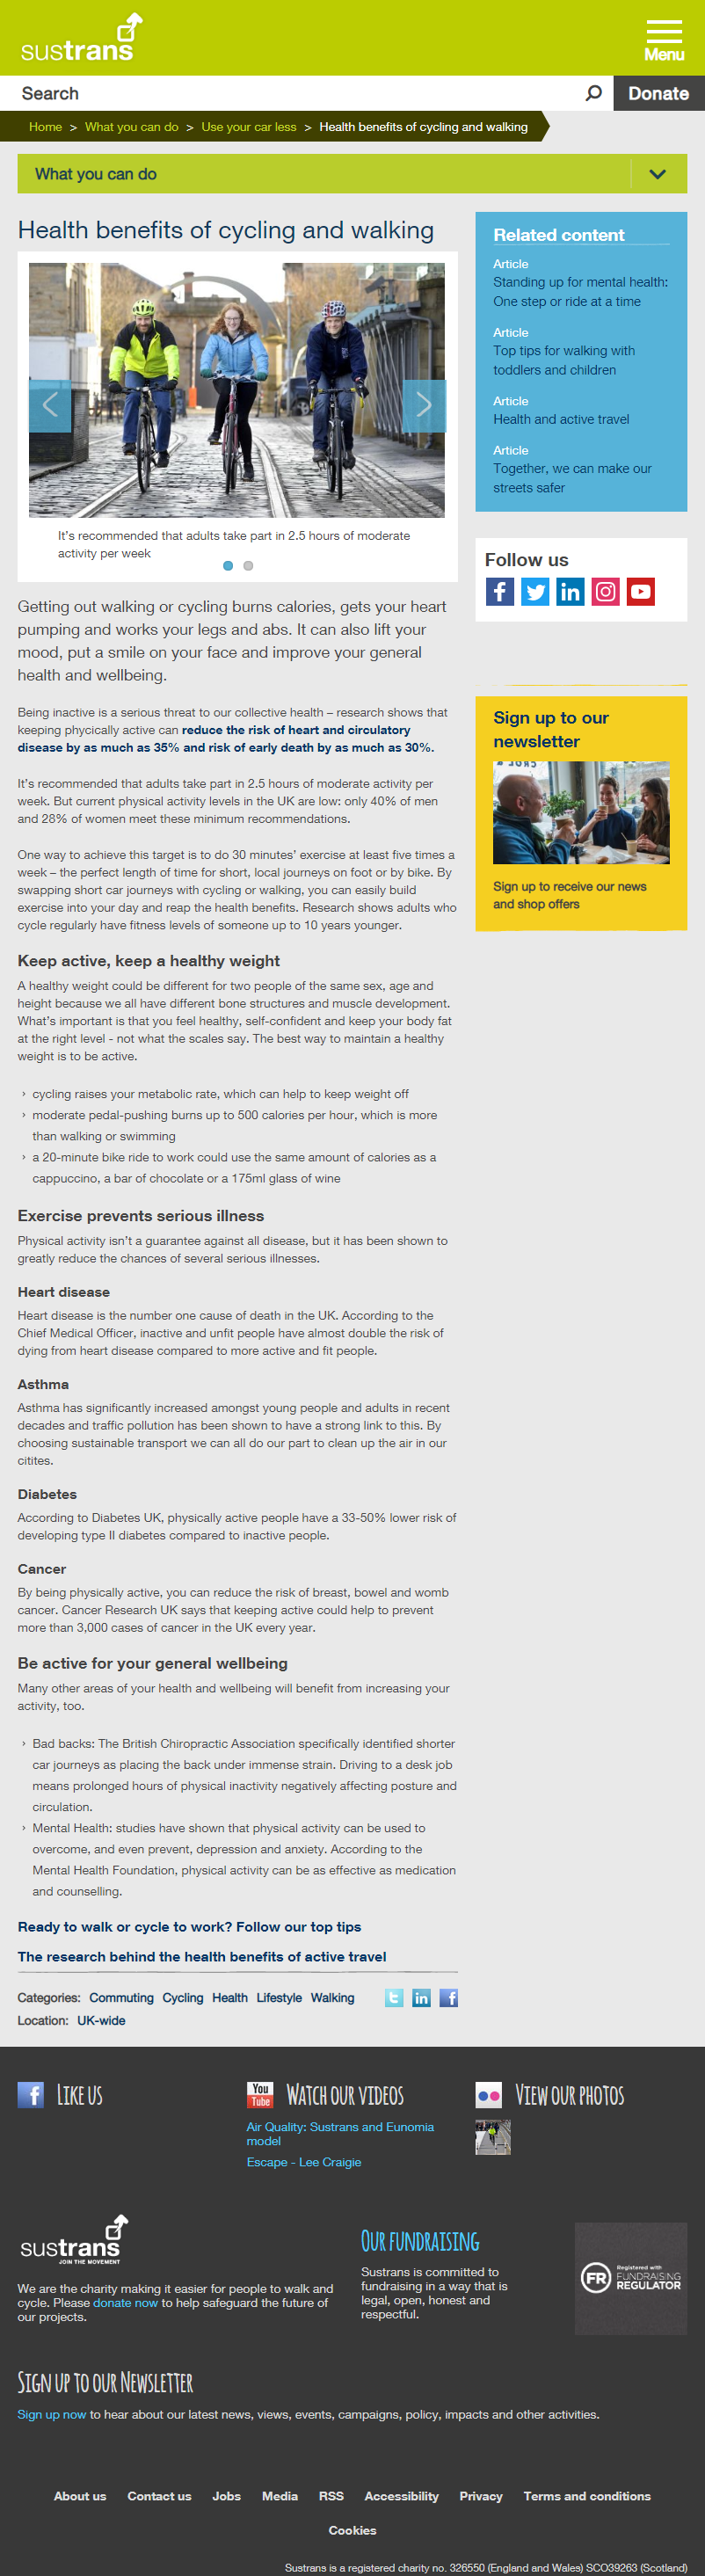 sustrans
Menu
Search
Donate
Home > What you can do > Use your car less > Health benefits of cycling and walking
What you can do
Health benefits of cycling and walking
It's recommended that adults take part in 2.5 hours of moderate
activity per week
Getting out walking or cycling burns calories, gets your heart
pumping and works your legs and abs. It can also lift your
mood, put a smile on your face and improve your general
health and wellbeing.
Being inactive is a serious threat to our collective health – research shows that
keeping phycically active can reduce the risk of heart and circulatory
disease by as much as 35% and risk of early death by as much as 30%.
It's recommended that adults take part in 2.5 hours of moderate activity per
week. But current physical activity levels in the UK are low: only 40% of men
and 28% of women meet these minimum recommendations.
One way to achieve this target is to do 30 minutes' exercise at least five times a
week – the perfect length of time for short, local journeys on foot or by bike. By
swapping short car journeys with cycling or walking, you can easily build
exercise into your day and reap the health benefits. Research shows adults who
cycle regularly have fitness levels of someone up to 10 years younger.
Keep active, keep a healthy weight
A healthy weight could be different for two people of the same sex, age and
height because we all have different bone structures and muscle development.
What's important is that you feel healthy, self-confident and keep your body fat
at the right level - not what the scales say. The best way to maintain a healthy
weight is to be active.
› cycling raises your metabolic rate, which can help to keep weight off
› moderate pedal-pushing burns up to 500 calories per hour, which is more
than walking or swimming
› a 20-minute bike ride to work could use the same amount of calories as a
cappuccino, a bar of chocolate or a 175ml glass of wine
Exercise prevents serious illness
Physical activity isn't a guarantee against all disease, but it has been shown to
greatly reduce the chances of several serious illnesses.
Heart disease
Heart disease is the number one cause of death in the UK. According to the
Chief Medical Officer, inactive and unfit people have almost double the risk of
dying from heart disease compared to more active and fit people.
Asthma
Asthma has significantly increased amongst young people and adults in recent
decades and traffic pollution has been shown to have a strong link to this. By
choosing sustainable transport we can all do our part to clean up the air in our
citites.
Diabetes
According to Diabetes UK, physically active people have a 33-50% lower risk of
developing type II diabetes compared to inactive people.
Cancer
By being physically active, you can reduce the risk of breast, bowel and womb
cancer. Cancer Research UK says that keeping active could help to prevent
more than 3,000 cases of cancer in the UK every year.
Be active for your general wellbeing
Many other areas of your health and wellbeing will benefit from increasing your
activity, too.
› Bad backs: The British Chiropractic Association specifically identified shorter
car journeys as placing the back under immense strain. Driving to a desk job
means prolonged hours of physical inactivity negatively affecting posture and
circulation.
› Mental Health: studies have shown that physical activity can be used to
overcome, and even prevent, depression and anxiety. According to the
Mental Health Foundation, physical activity can be as effective as medication
and counselling.
Ready to walk or cycle to work? Follow our top tips
The research behind the health benefits of active travel
Categories: Commuting Cycling Health Lifestyle Walking
Location: UK-wide
Related content
Article
Standing up for mental health:
One step or ride at a time
Article
Top tips for walking with
toddlers and children
Article
Health and active travel
Article
Together, we can make our
streets safer
Follow us
Sign up to our
newsletter
Sign up to receive our news
and shop offers
Like us
You
Tube
Watch our videos
Air Quality: Sustrans and Eunomia
model
Escape - Lee Craigie
View our photos
sustrans
JOIN THE MOVEMENT
We are the charity making it easier for people to walk and
cycle. Please donate now to help safeguard the future of
our projects.
Our fundraising
Sustrans is committed to
fundraising in a way that is
legal, open, honest and
respectful.
FR
Registered with
FUNDRAISING
REGULATOR
Sign up to our Newsletter
Sign up now to hear about our latest news, views, events, campaigns, policy, impacts and other activities.
About us Contact us Jobs Media RSS Accessibility Privacy Terms and conditions
Cookies
Sustrans is a registered charity no. 326550 (England and Wales) SCO39263 (Scotland)